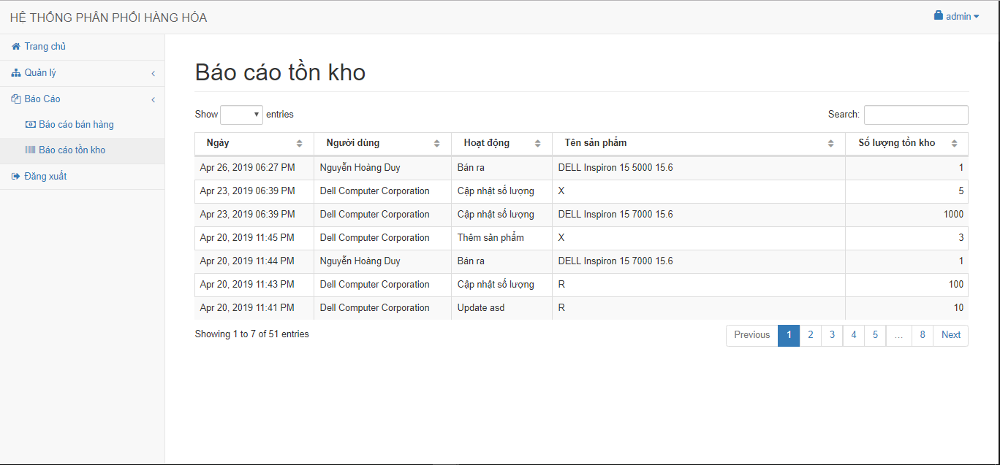 HỆ THỐNG PHÂN PHỐI HÀNG HÓA
admin
Trang chủ
Quản lý
Báo Cáo
Báo cáo bán hàng
Báo cáo tồn kho
Đăng xuất
Báo cáo tồn kho
Show entries
Search:
Ngày Người dùng Hoạt động Tên sản phẩm Số lượng tồn kho
Apr 26, 2019 06:27 PM Nguyễn Hoàng Duy Bán ra DELL Inspiron 15 5000 15.6 1
Apr 23, 2019 06:39 PM Dell Computer Corporation Cập nhật số lượng X 5
Apr 23, 2019 06:39 PM Dell Computer Corporation Cập nhật số lượng DELL Inspiron 15 7000 15.6 1000
Apr 20, 2019 11:45 PM Dell Computer Corporation Thêm sản phẩm X 3
Apr 20, 2019 11:44 PM Nguyễn Hoàng Duy Bán ra DELL Inspiron 15 7000 15.6 1
Apr 20, 2019 11:43 PM Dell Computer Corporation Cập nhật số lượng R 100
Apr 20, 2019 11:41 PM Dell Computer Corporation Update asd R 10
Showing 1 to 7 of 51 entries
Previous 1 2 3 4 5 … 8 Next